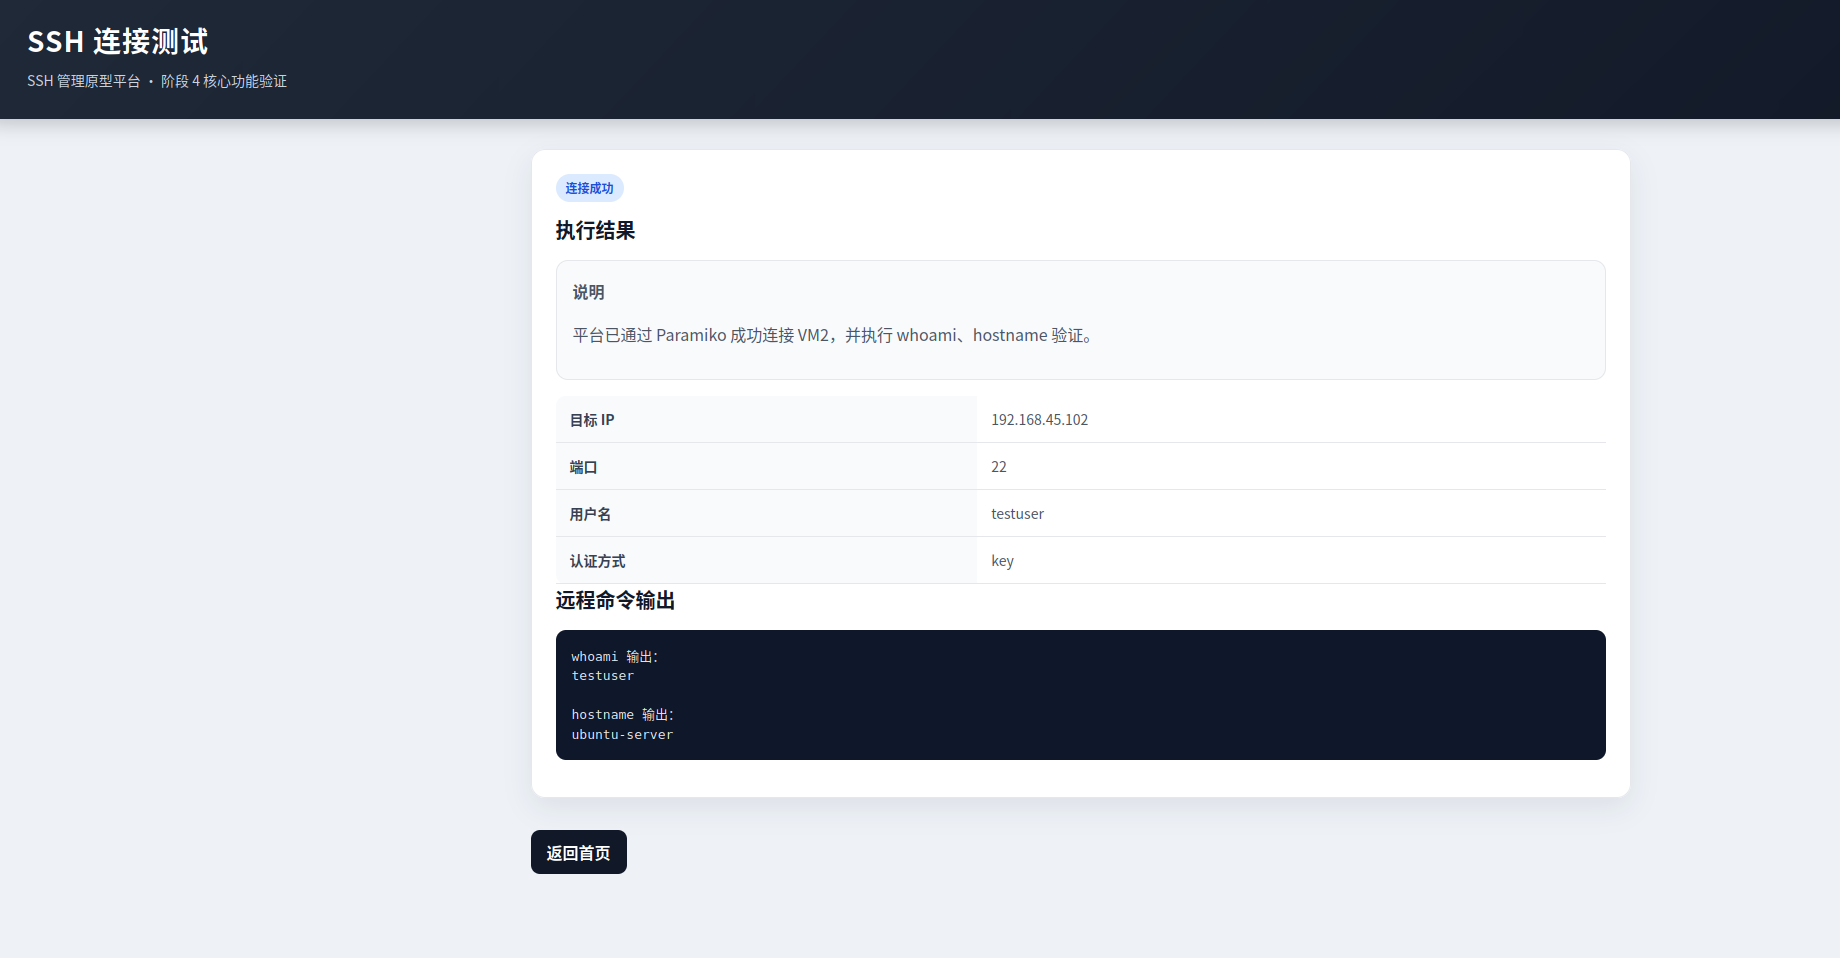 SSH 连接测试
SSH 管理原型平台 · 阶段 4 核心功能验证
连接成功
执行结果
说明
平台已通过 Paramiko 成功连接 VM2，并执行 whoami、hostname 验证。
目标 IP 192.168.45.102
端口 22
用户名 testuser
认证方式 key
远程命令输出
whoami 输出：
testuser
hostname 输出：
ubuntu-server
返回首页